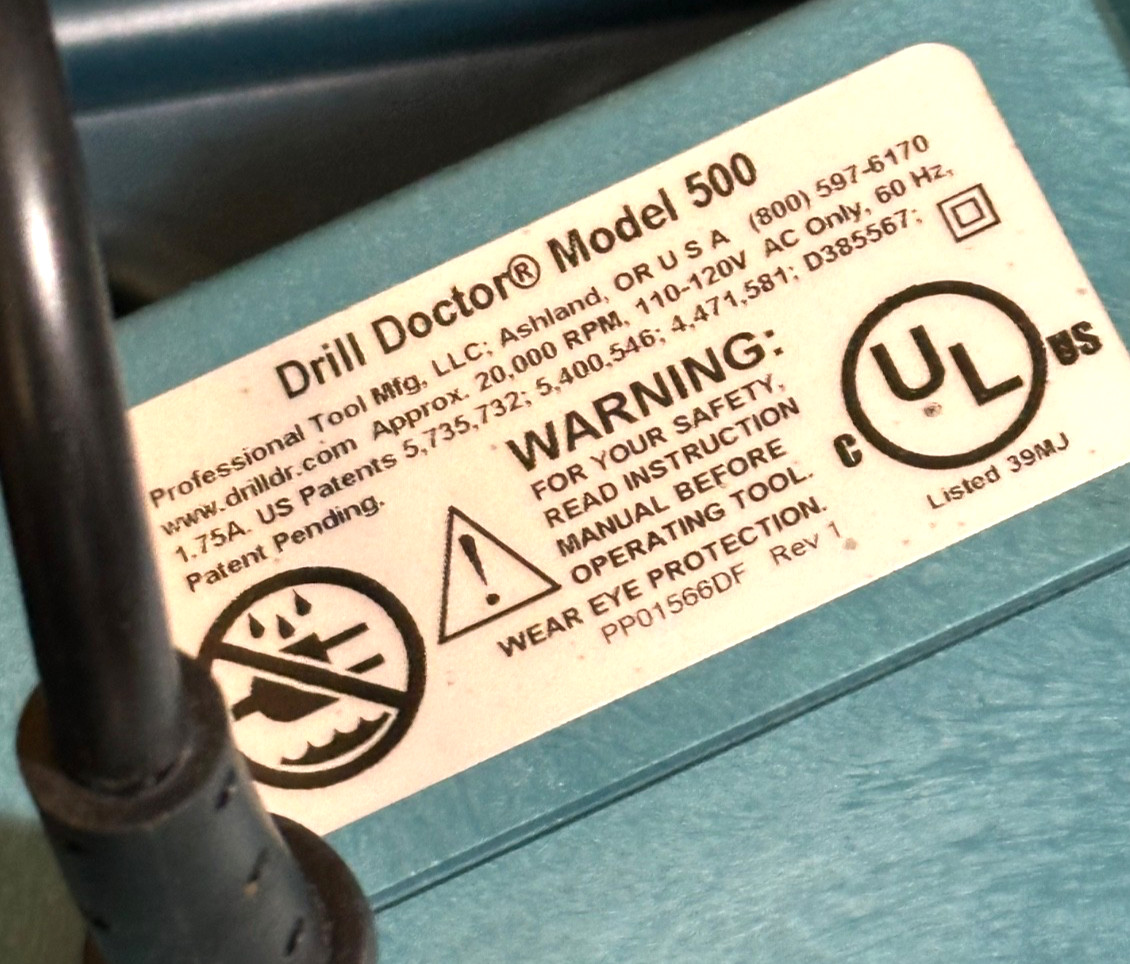 Drill Doctor® Model 500
Professional Tool Mfg, LLC; Ashland, OR U S A (800) 597-6170
www.drilldr.com Approx. 20,000 RPM, 110-120V AC Only, 60 Hz,
1.75A. US Patents 5,735,732; 5,400,546; 4,471,581; D385567;
Patent Pending.
WARNING:
FOR YOUR SAFETY,
READ INSTRUCTION
MANUAL BEFORE
OPERATING TOOL.
WEAR EYE PROTECTION.
PP01566DF Rev 1
C UL ® US
Listed 39MJ